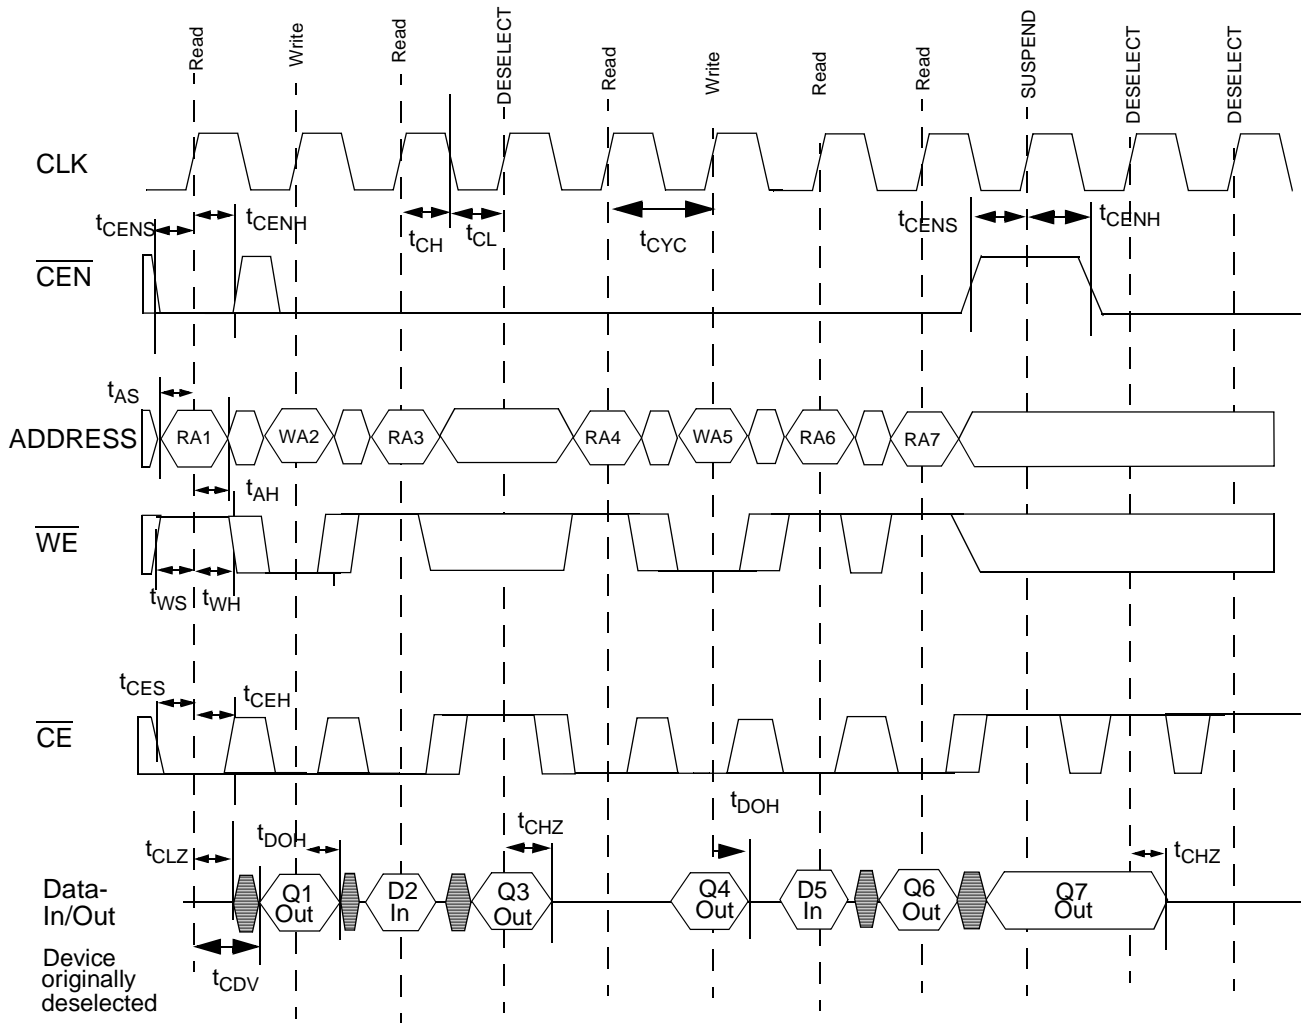 Read
Write
Read
DESELECT
Read
Write
Read
Read
SUSPEND
DESELECT
DESELECT
CLK
tCENS
tCENH
tCH
tCL
tCYC
tCENS
tCENH
CEN
tAS
ADDRESS
RA1
WA2
RA3
RA4
WA5
RA6
RA7
tAH
WE
tWS
tWH
tCES
tCEH
CE
tDOH
tCLZ
tDOH
tCHZ
tCHZ
Data-
In/Out
Q1
Out
D2
In
Q3
Out
Q4
Out
D5
In
Q6
Out
Q7
Out
Device
originally
deselected
tCDV